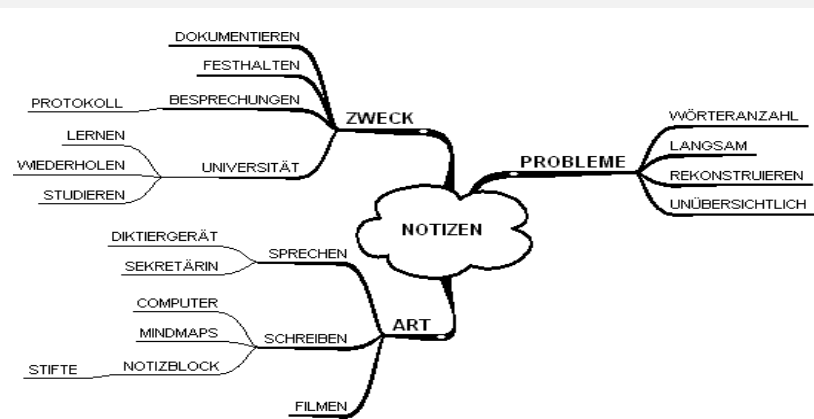 DOKUMENTIEREN
FESTHALTEN
PROTOKOLL
BESPRECHUNGEN
ZWECK
LERNEN
WIEDERHOLEN
STUDIEREN
UNIVERSITÄT
PROBLEME
WÖRTERANZAHL
LANGSAM
REKONSTRUIEREN
UNÜBERSICHTLICH
NOTIZEN
DIKTIERGERÄT
SEKRETÄRIN
SPRECHEN
ART
COMPUTER
MINDMAPS
SCHREIBEN
STIFTE
NOTIZBLOCK
FILMEN